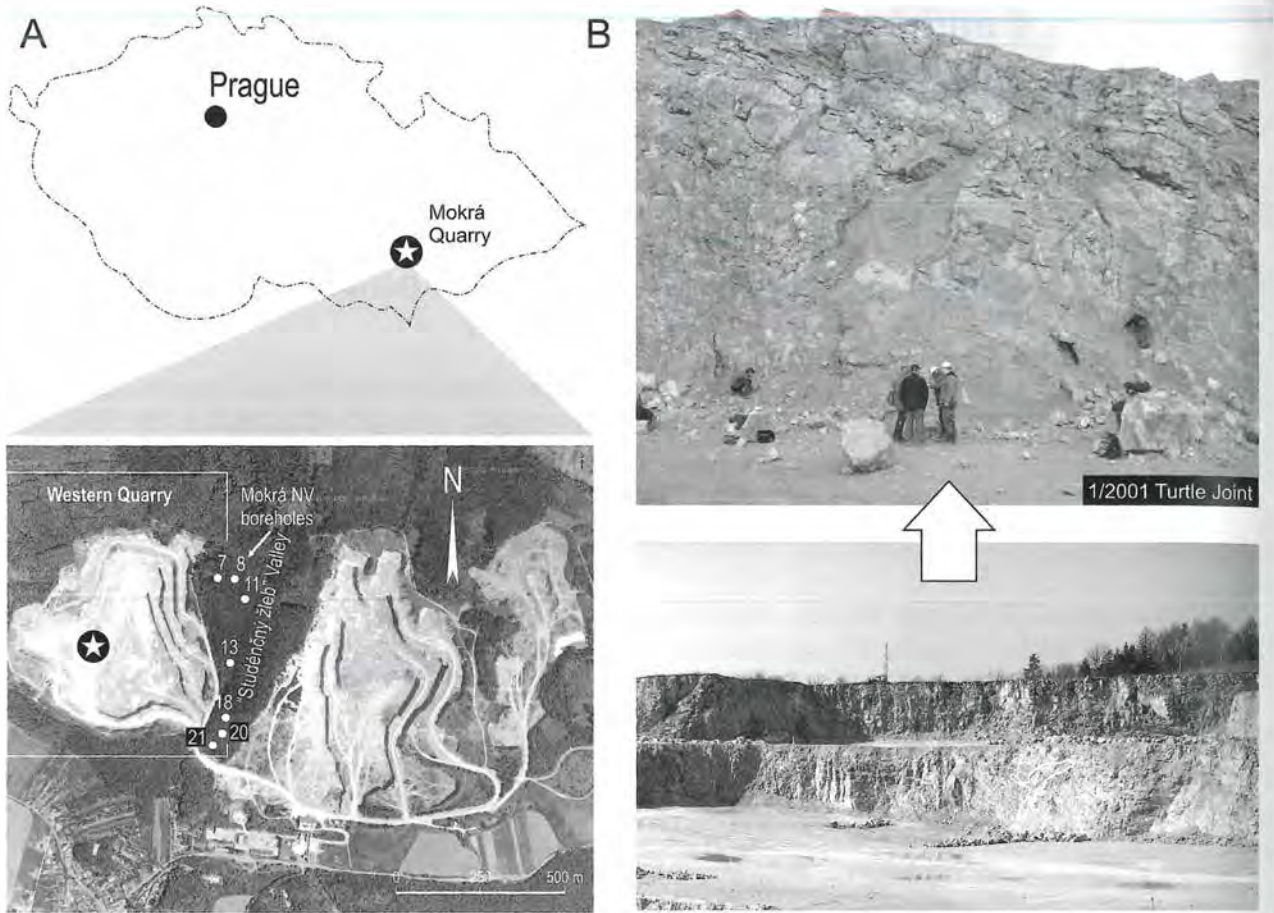 A
Prague
Mokrá
Quarry
Western Quarry
Mokrá NV
boreholes
N
7
8
11
"Studénčný žleb" Valley
13
18
20
21
0
250
500 m
B
1/2001 Turtle Joint